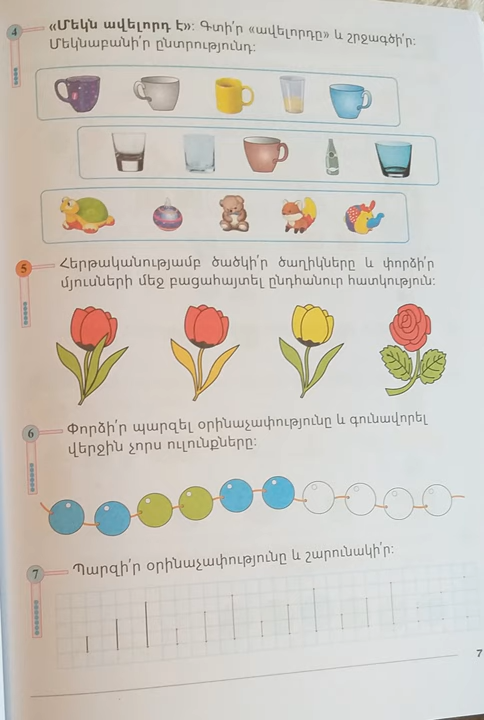 4 «Մեկն ավելորդ է»: Գտի՛ր «ավելորդը» և շրջագծի՛ր:
Մեկնաբանի՛ր ընտրությունդ:
5 Հերթականությամբ ծածկի՛ր ծաղիկները և փորձի՛ր
մյուսների մեջ բացահայտել ընդհանուր հատկություն:
6 Փորձի՛ր պարզել օրինաչափությունը և գունավորել
վերջին չորս ուլունքները:
7 Պարզի՛ր օրինաչափությունը և շարունակի՛ր:
7